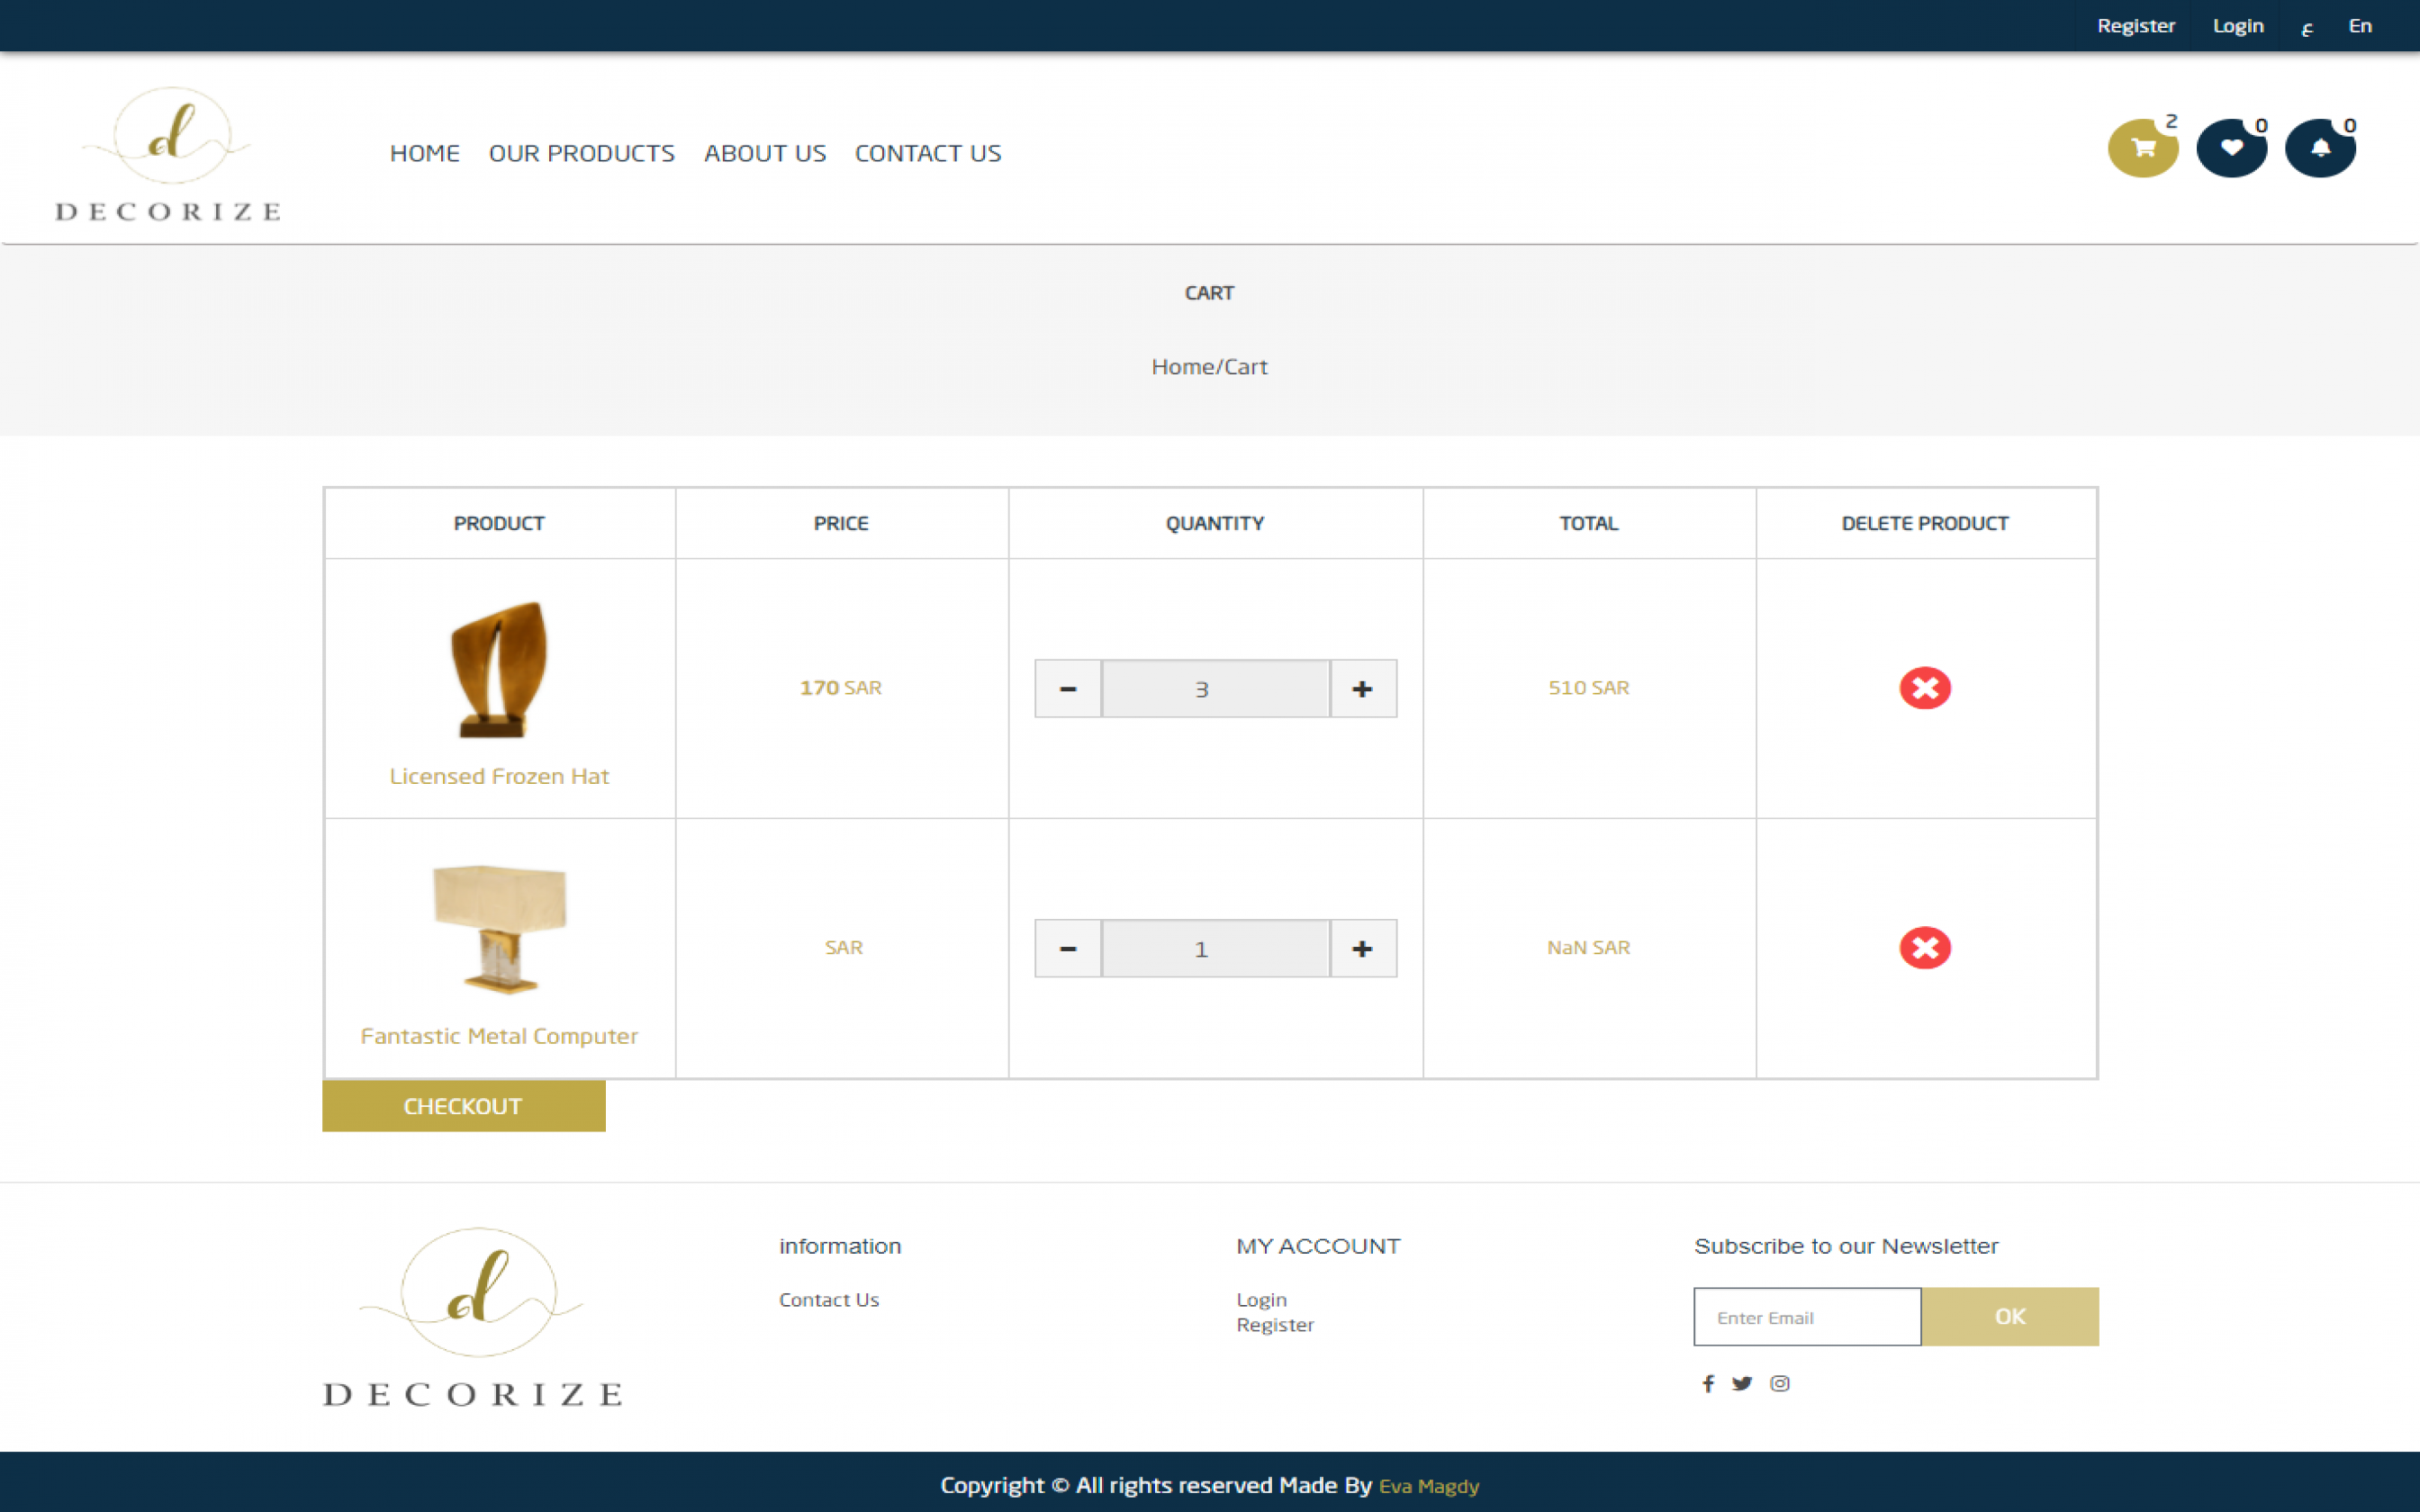 Register Login ع En
d
DECORIZE
HOME OUR PRODUCTS ABOUT US CONTACT US
2 0 0
CART
Home/Cart
PRODUCT PRICE QUANTITY TOTAL DELETE PRODUCT
170 SAR - 3 + 510 SAR
Licensed Frozen Hat
SAR - 1 + NaN SAR
Fantastic Metal Computer
CHECKOUT
d
DECORIZE
information
Contact Us
MY ACCOUNT
Login
Register
Subscribe to our Newsletter
Enter Email OK
Copyright © All rights reserved Made By Eva Magdy